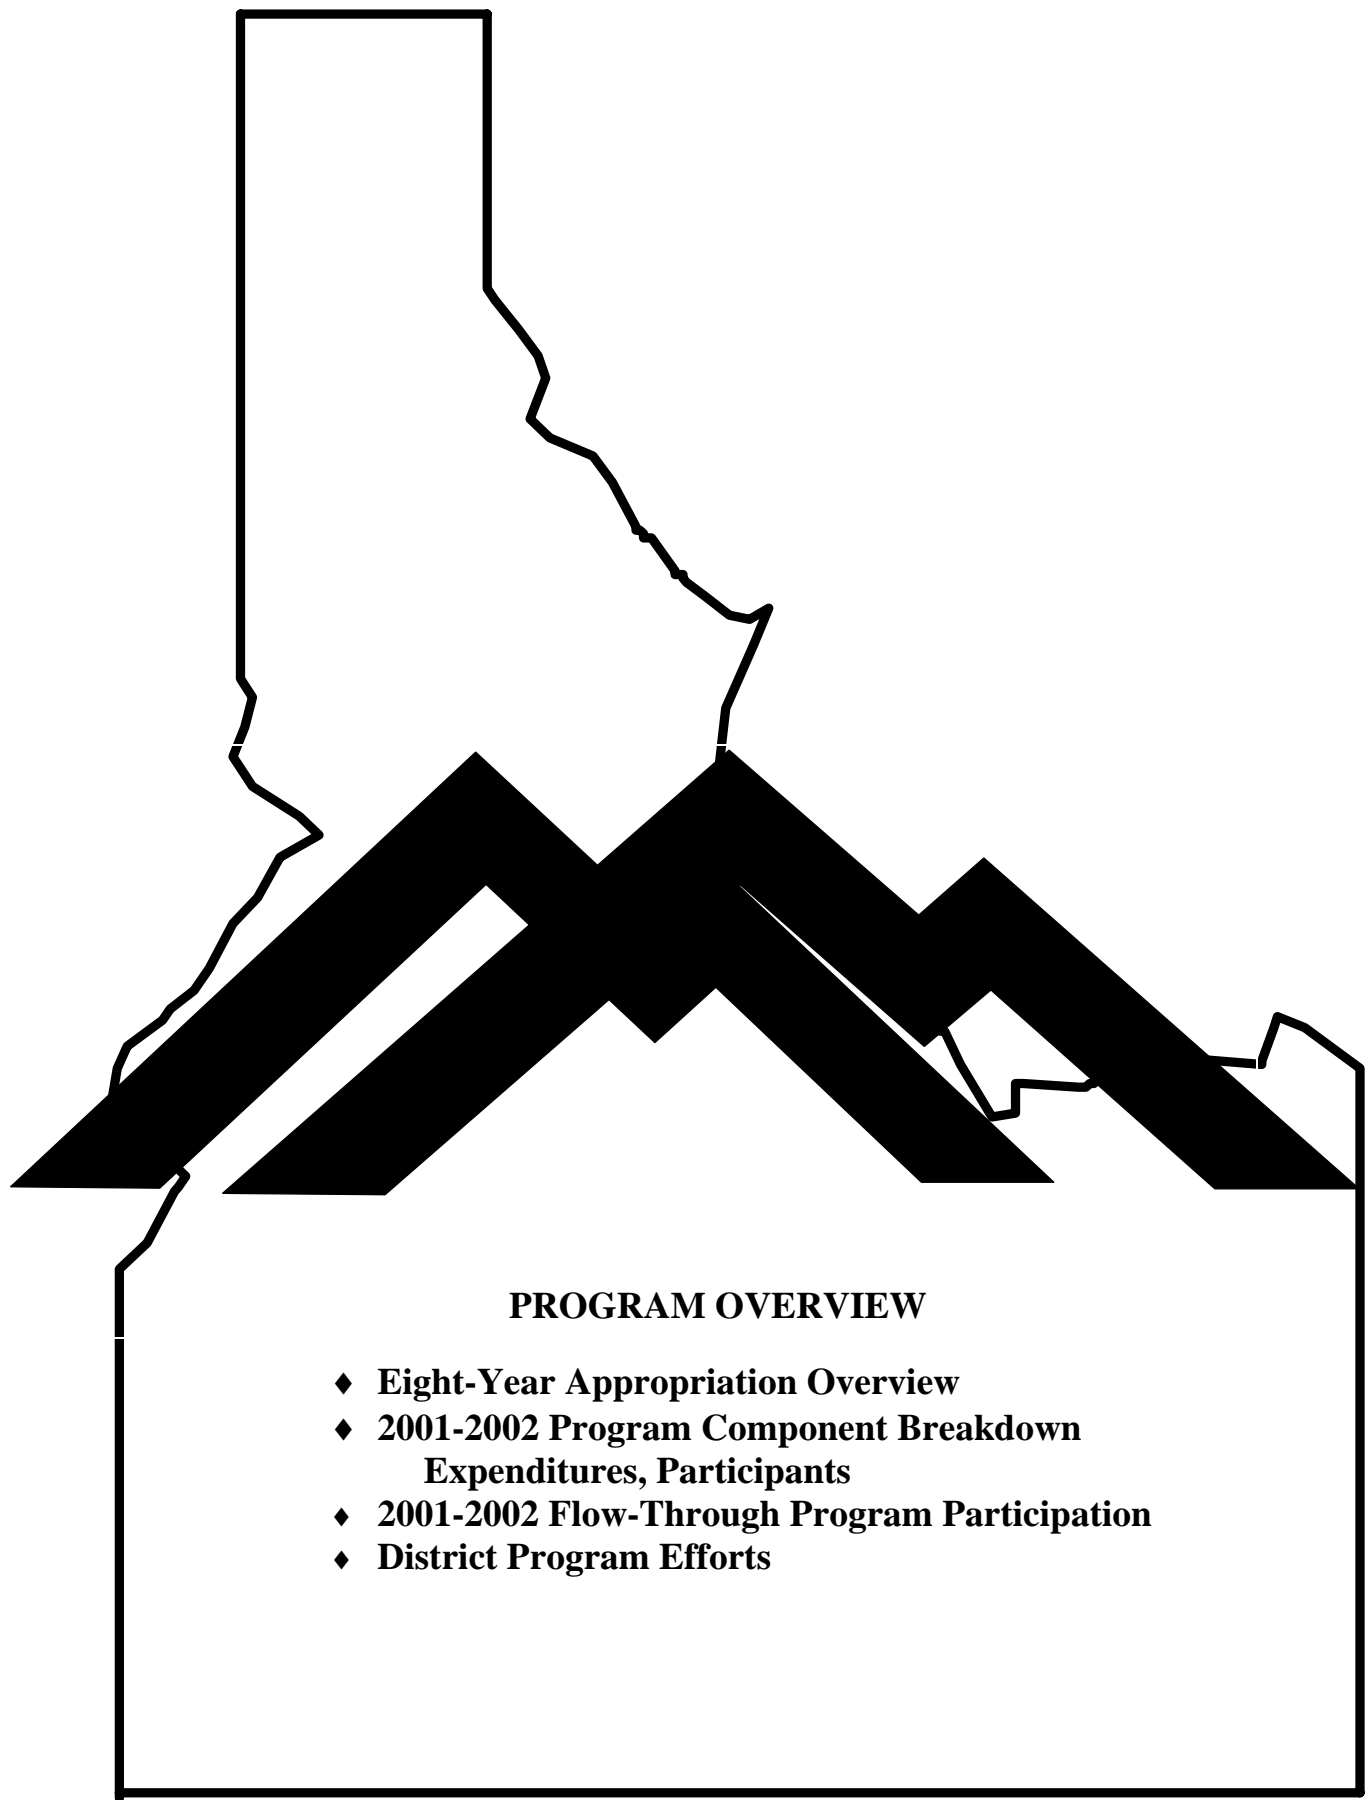 PROGRAM OVERVIEW
♦ Eight-Year Appropriation Overview
♦ 2001-2002 Program Component Breakdown
Expenditures, Participants
♦ 2001-2002 Flow-Through Program Participation
♦ District Program Efforts